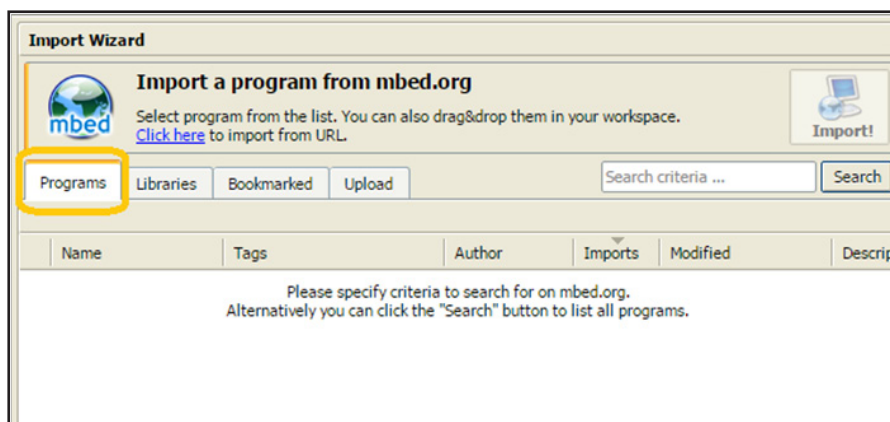 Import Wizard
Import a program from mbed.org
Select program from the list. You can also drag&drop them in your workspace.
Click here to import from URL.
mbed
Import!
Programs Libraries Bookmarked Upload Search criteria ... Search
Name Tags Author Imports Modified Descrip
Please specify criteria to search for on mbed.org.
Alternatively you can click the "Search" button to list all programs.